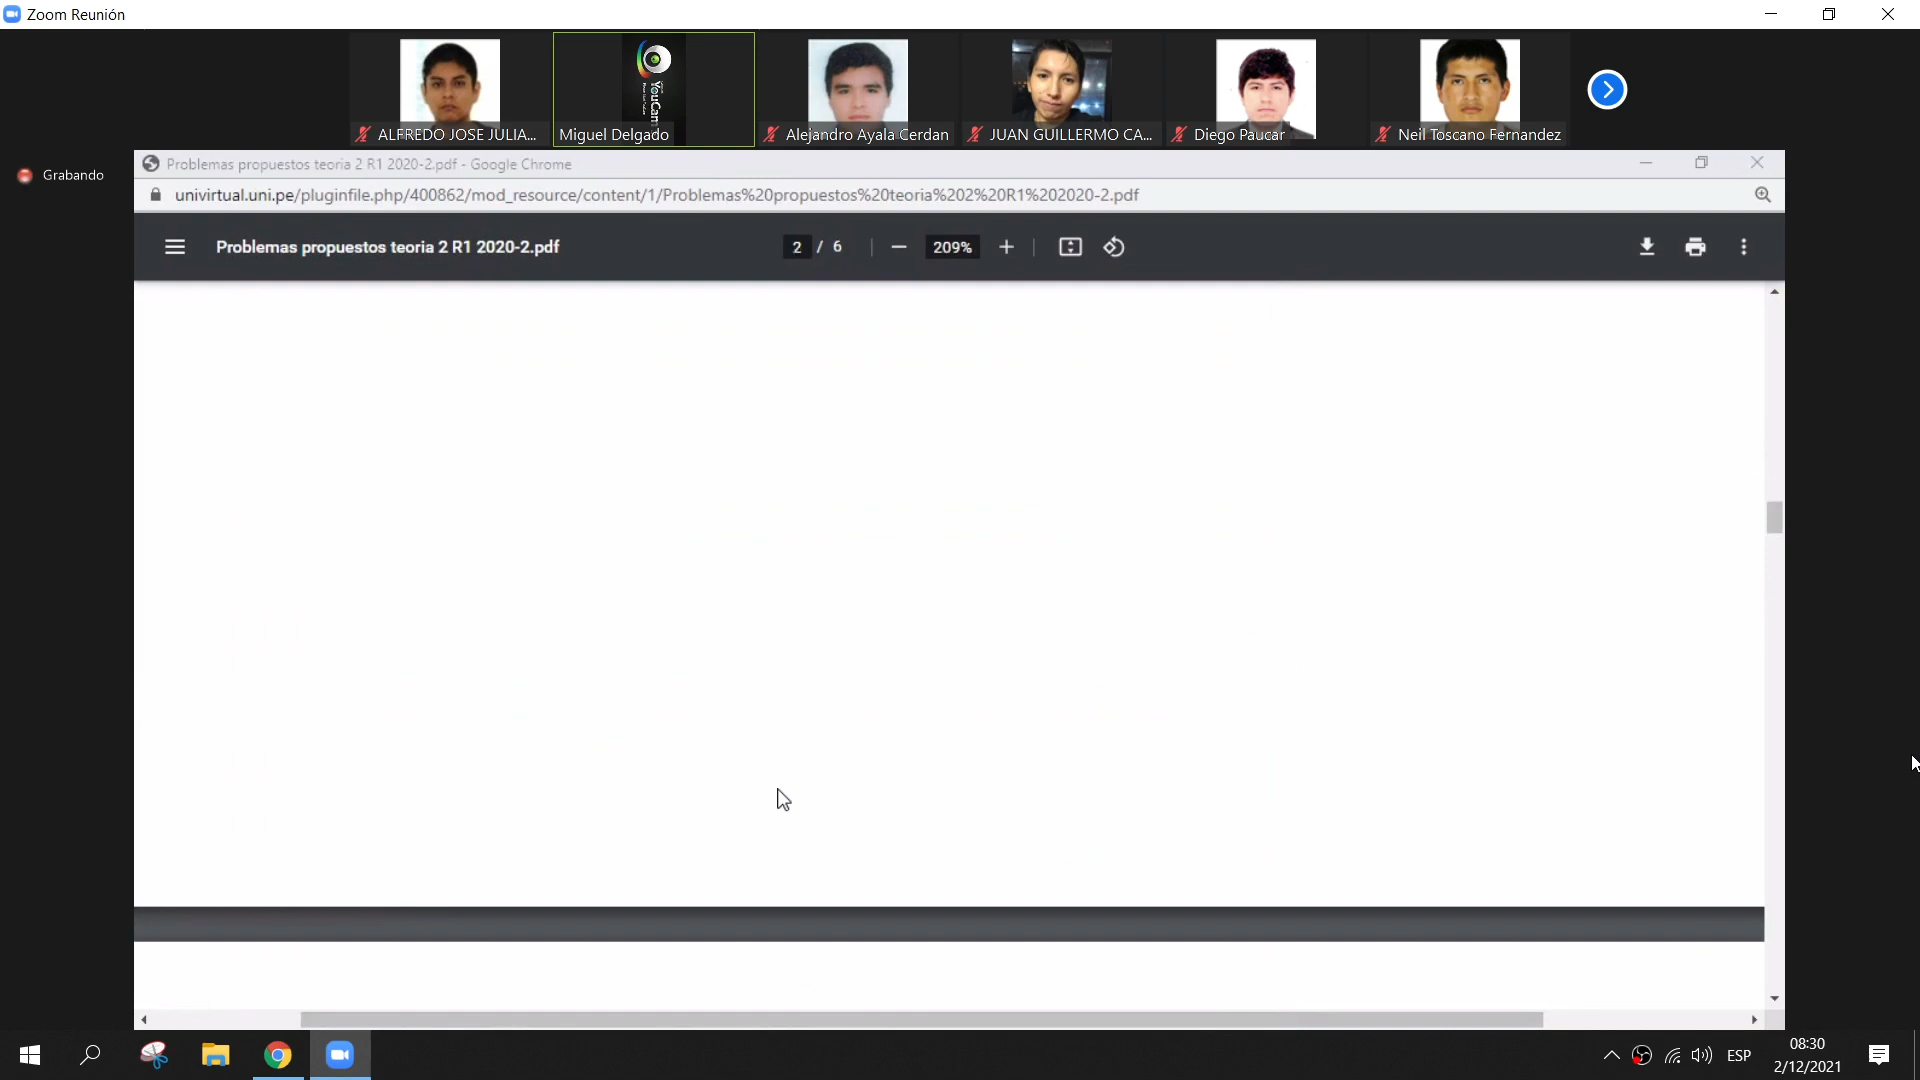 Zoom Reunión
ALFREDO JOSE JULIA...
YouCam
Miguel Delgado
Alejandro Ayala Cerdan
JUAN GUILLERMO CA...
Diego Paucar
Neil Toscano Fernandez
Grabando
Problemas propuestos teoria 2 R1 2020-2.pdf - Google Chrome
univirtual.uni.pe/pluginfile.php/400862/mod_resource/content/1/Problemas%20propuestos%20teoria%202%20R1%202020-2.pdf
Problemas propuestos teoria 2 R1 2020-2.pdf
2 / 6
209%
ESP
08:30
2/12/2021